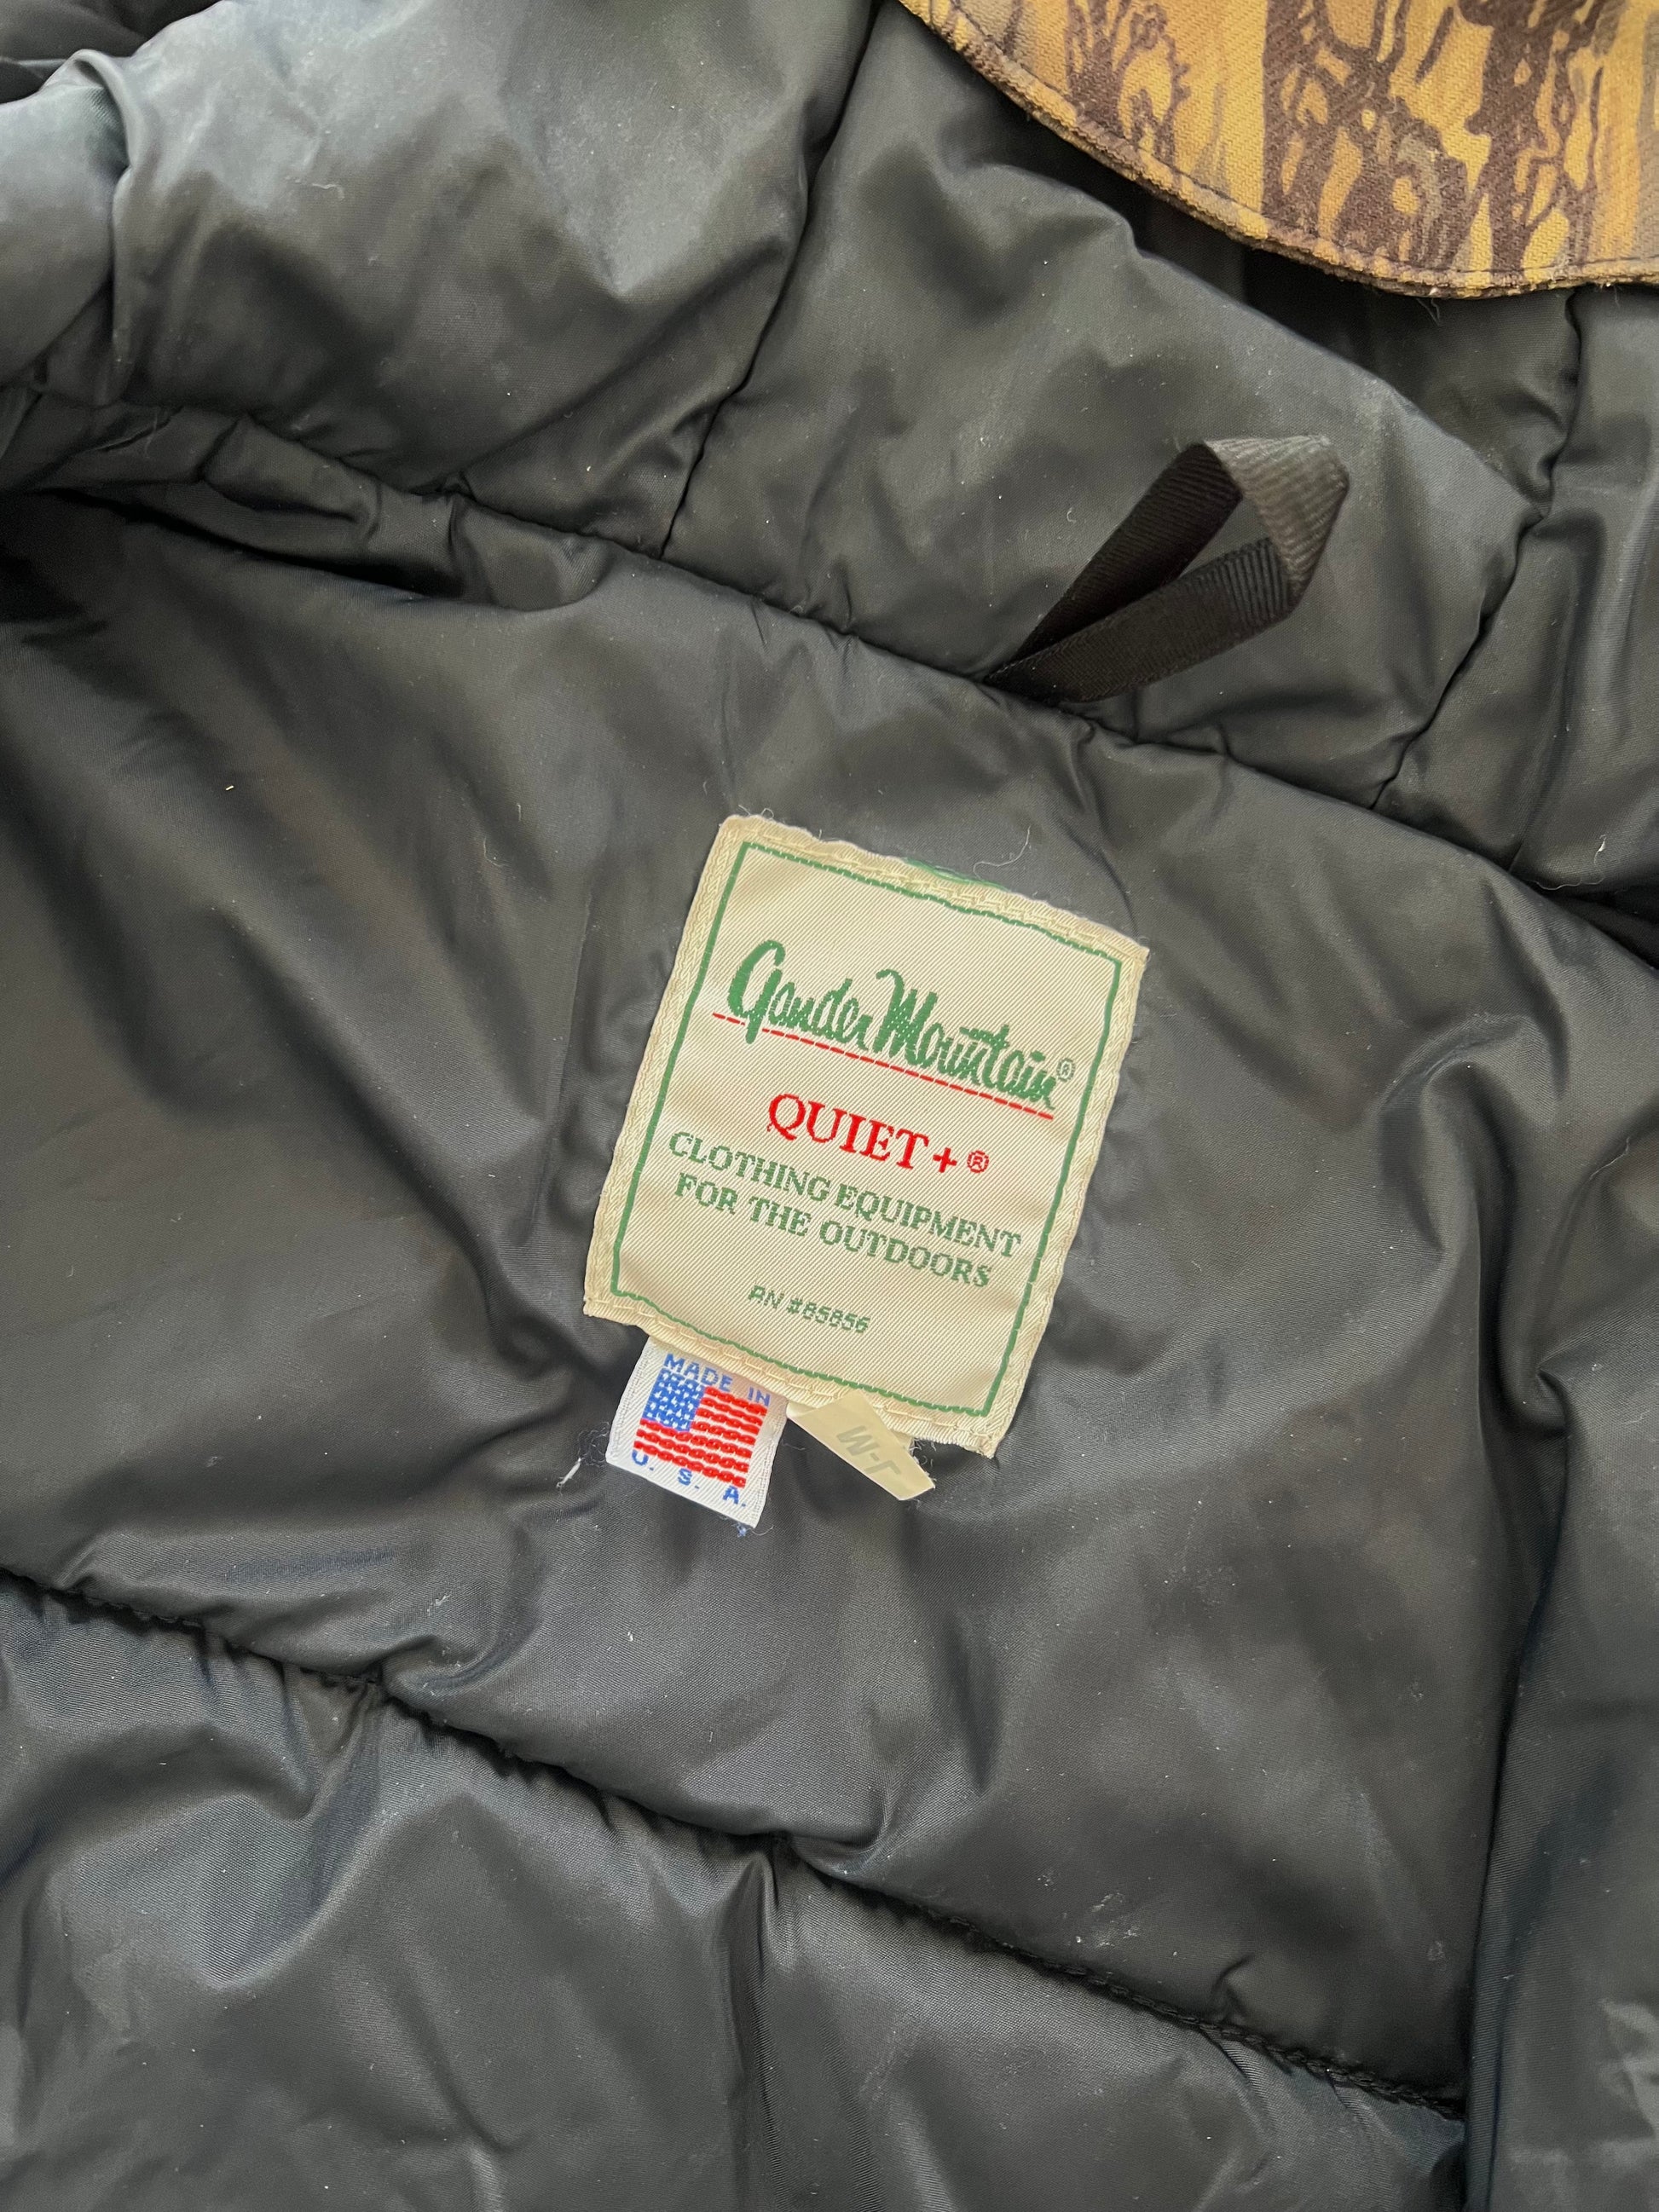 Gander Mountain®
QUIET+®
CLOTHING EQUIPMENT
FOR THE OUTDOORS
RN #85856
MADE IN
U. S. A.